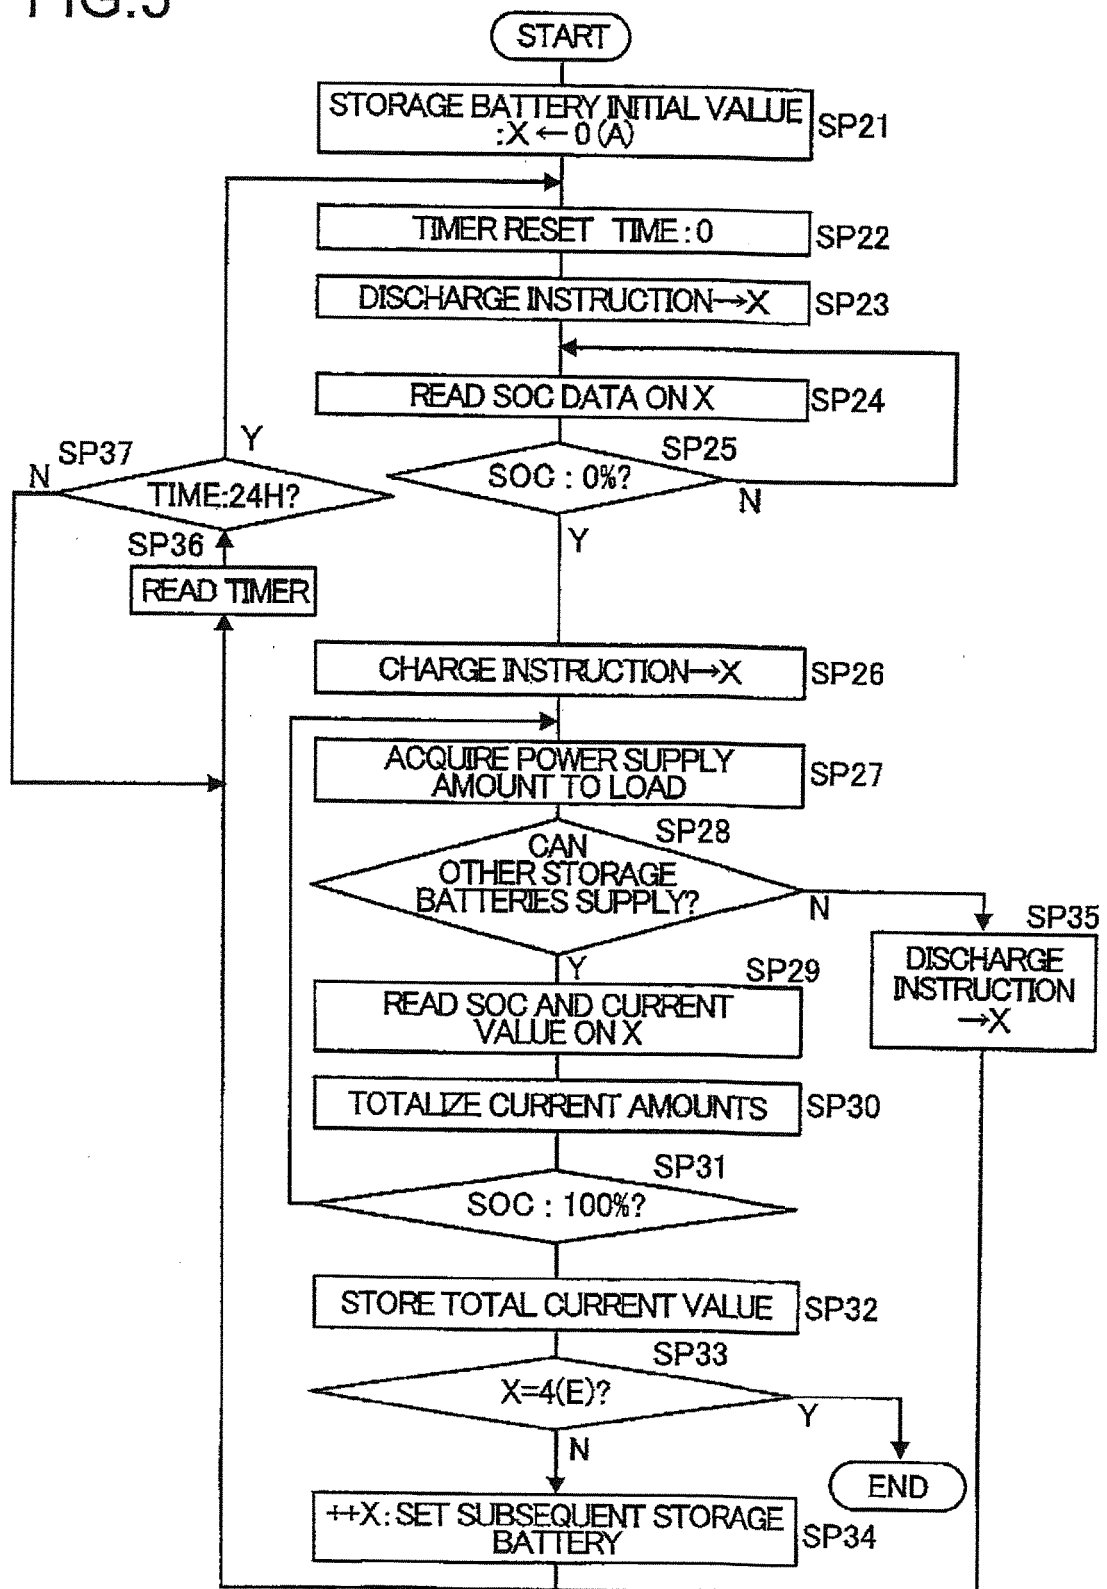 FIG.5
START
STORAGE BATTERY INITIAL VALUE
:X ← 0 (A)
SP21
TIMER RESET TIME : 0
SP22
DISCHARGE INSTRUCTION→X
SP23
READ SOC DATA ON X
SP24
SP25
SOC : 0%?
N
Y
SP37
Y
N
TIME:24H?
SP36
READ TIMER
CHARGE INSTRUCTION→X
SP26
ACQUIRE POWER SUPPLY
AMOUNT TO LOAD
SP27
SP28
CAN
OTHER STORAGE
BATTERIES SUPPLY?
N
Y
SP35
DISCHARGE
INSTRUCTION
→X
SP29
READ SOC AND CURRENT
VALUE ON X
TOTALIZE CURRENT AMOUNTS
SP30
SP31
SOC : 100%?
STORE TOTAL CURRENT VALUE
SP32
SP33
X=4(E)?
Y
N
END
++X : SET SUBSEQUENT STORAGE
BATTERY
SP34